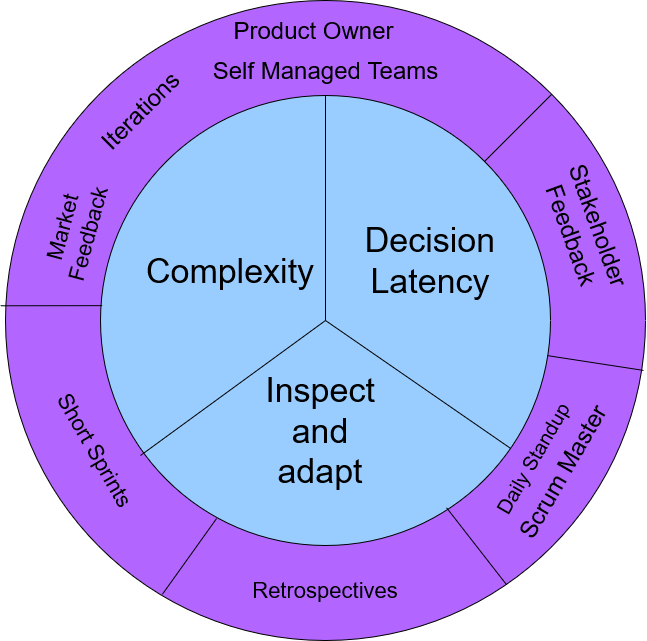 Product Owner
Self Managed Teams
Iterations
Market
Feedback
Stakeholder
Feedback
Complexity
Decision
Latency
Inspect
and
adapt
Short Sprints
Daily Standup
Scrum Master
Retrospectives